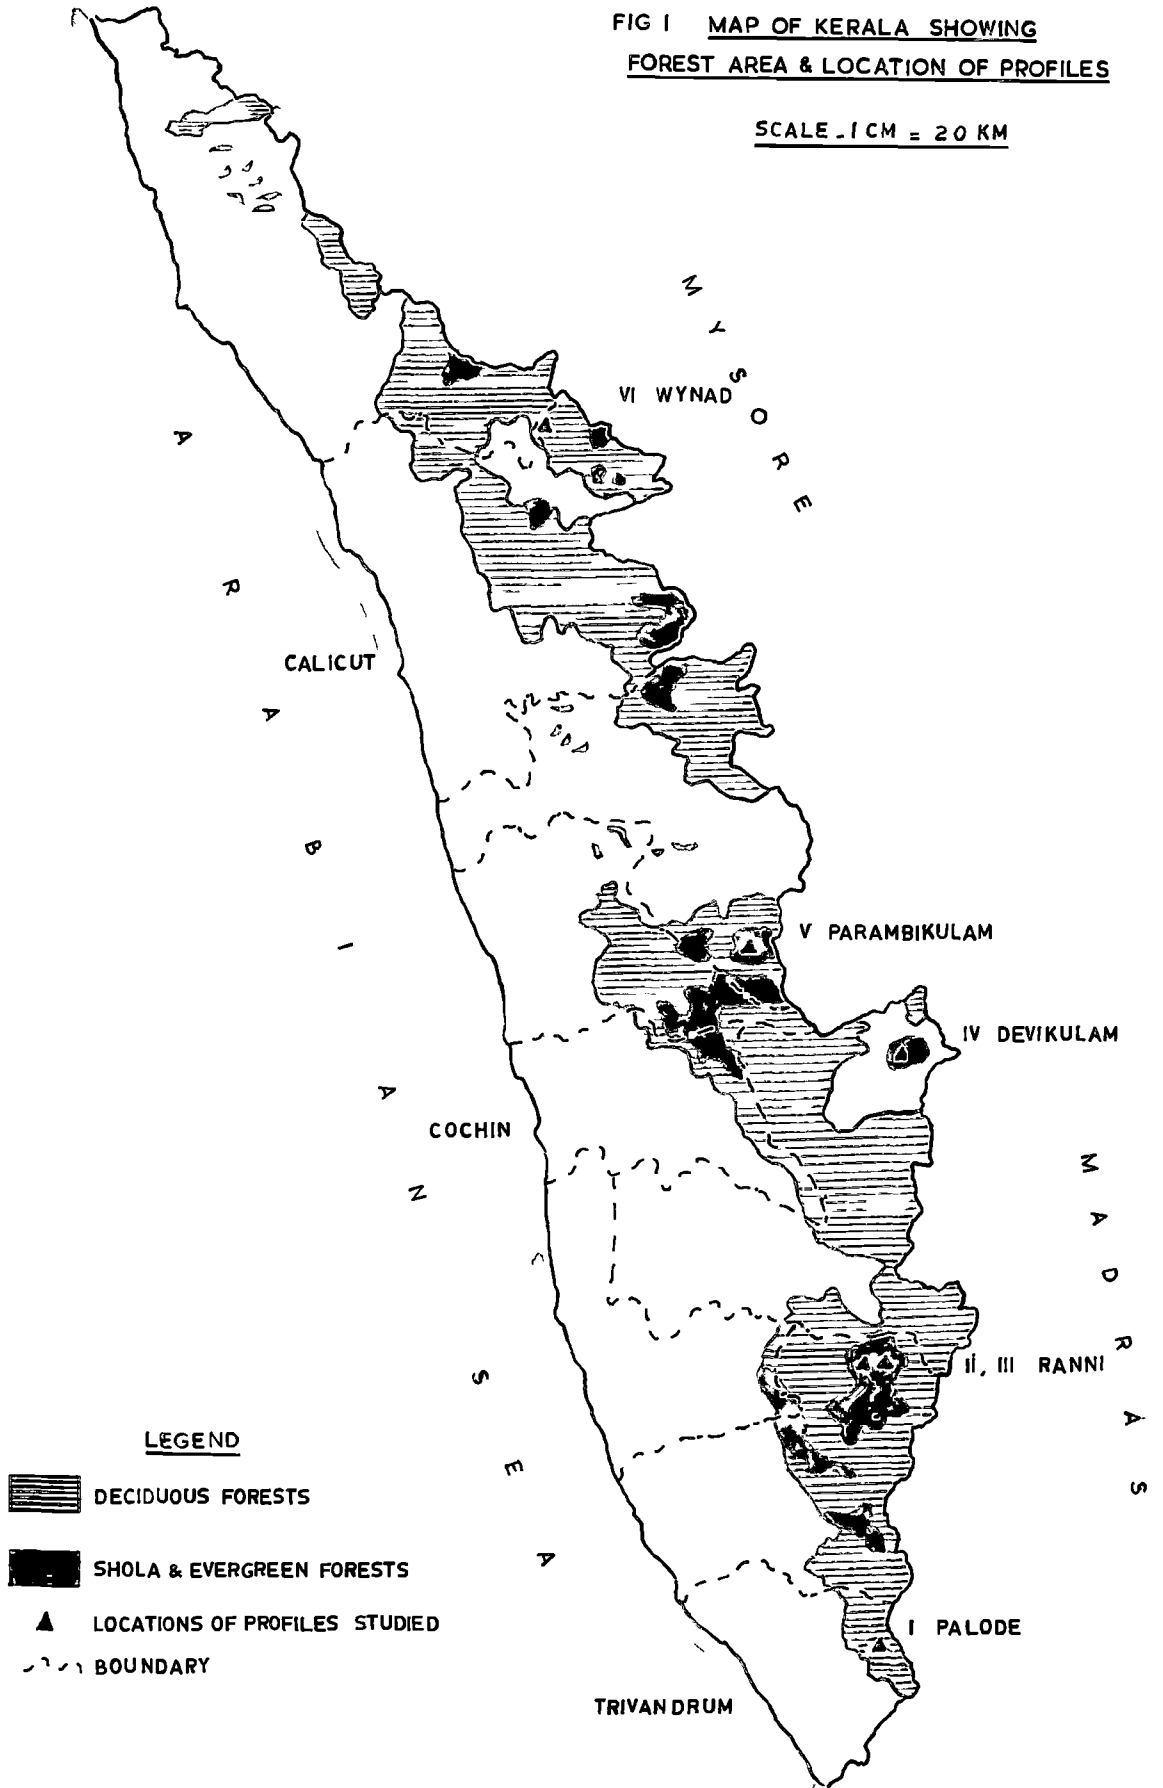 FIG I MAP OF KERALA SHOWING
FOREST AREA & LOCATION OF PROFILES
SCALE - 1 CM = 20 KM
MYSORE
VI WYNAD
ARABIAN SEA
CALICUT
V PARAMBIKULAM
IV DEVIKULAM
COCHIN
MADRAS
II, III RANNI
LEGEND
DECIDUOUS FORESTS
SHOLA & EVERGREEN FORESTS
LOCATIONS OF PROFILES STUDIED
BOUNDARY
I PALODE
TRIVANDRUM